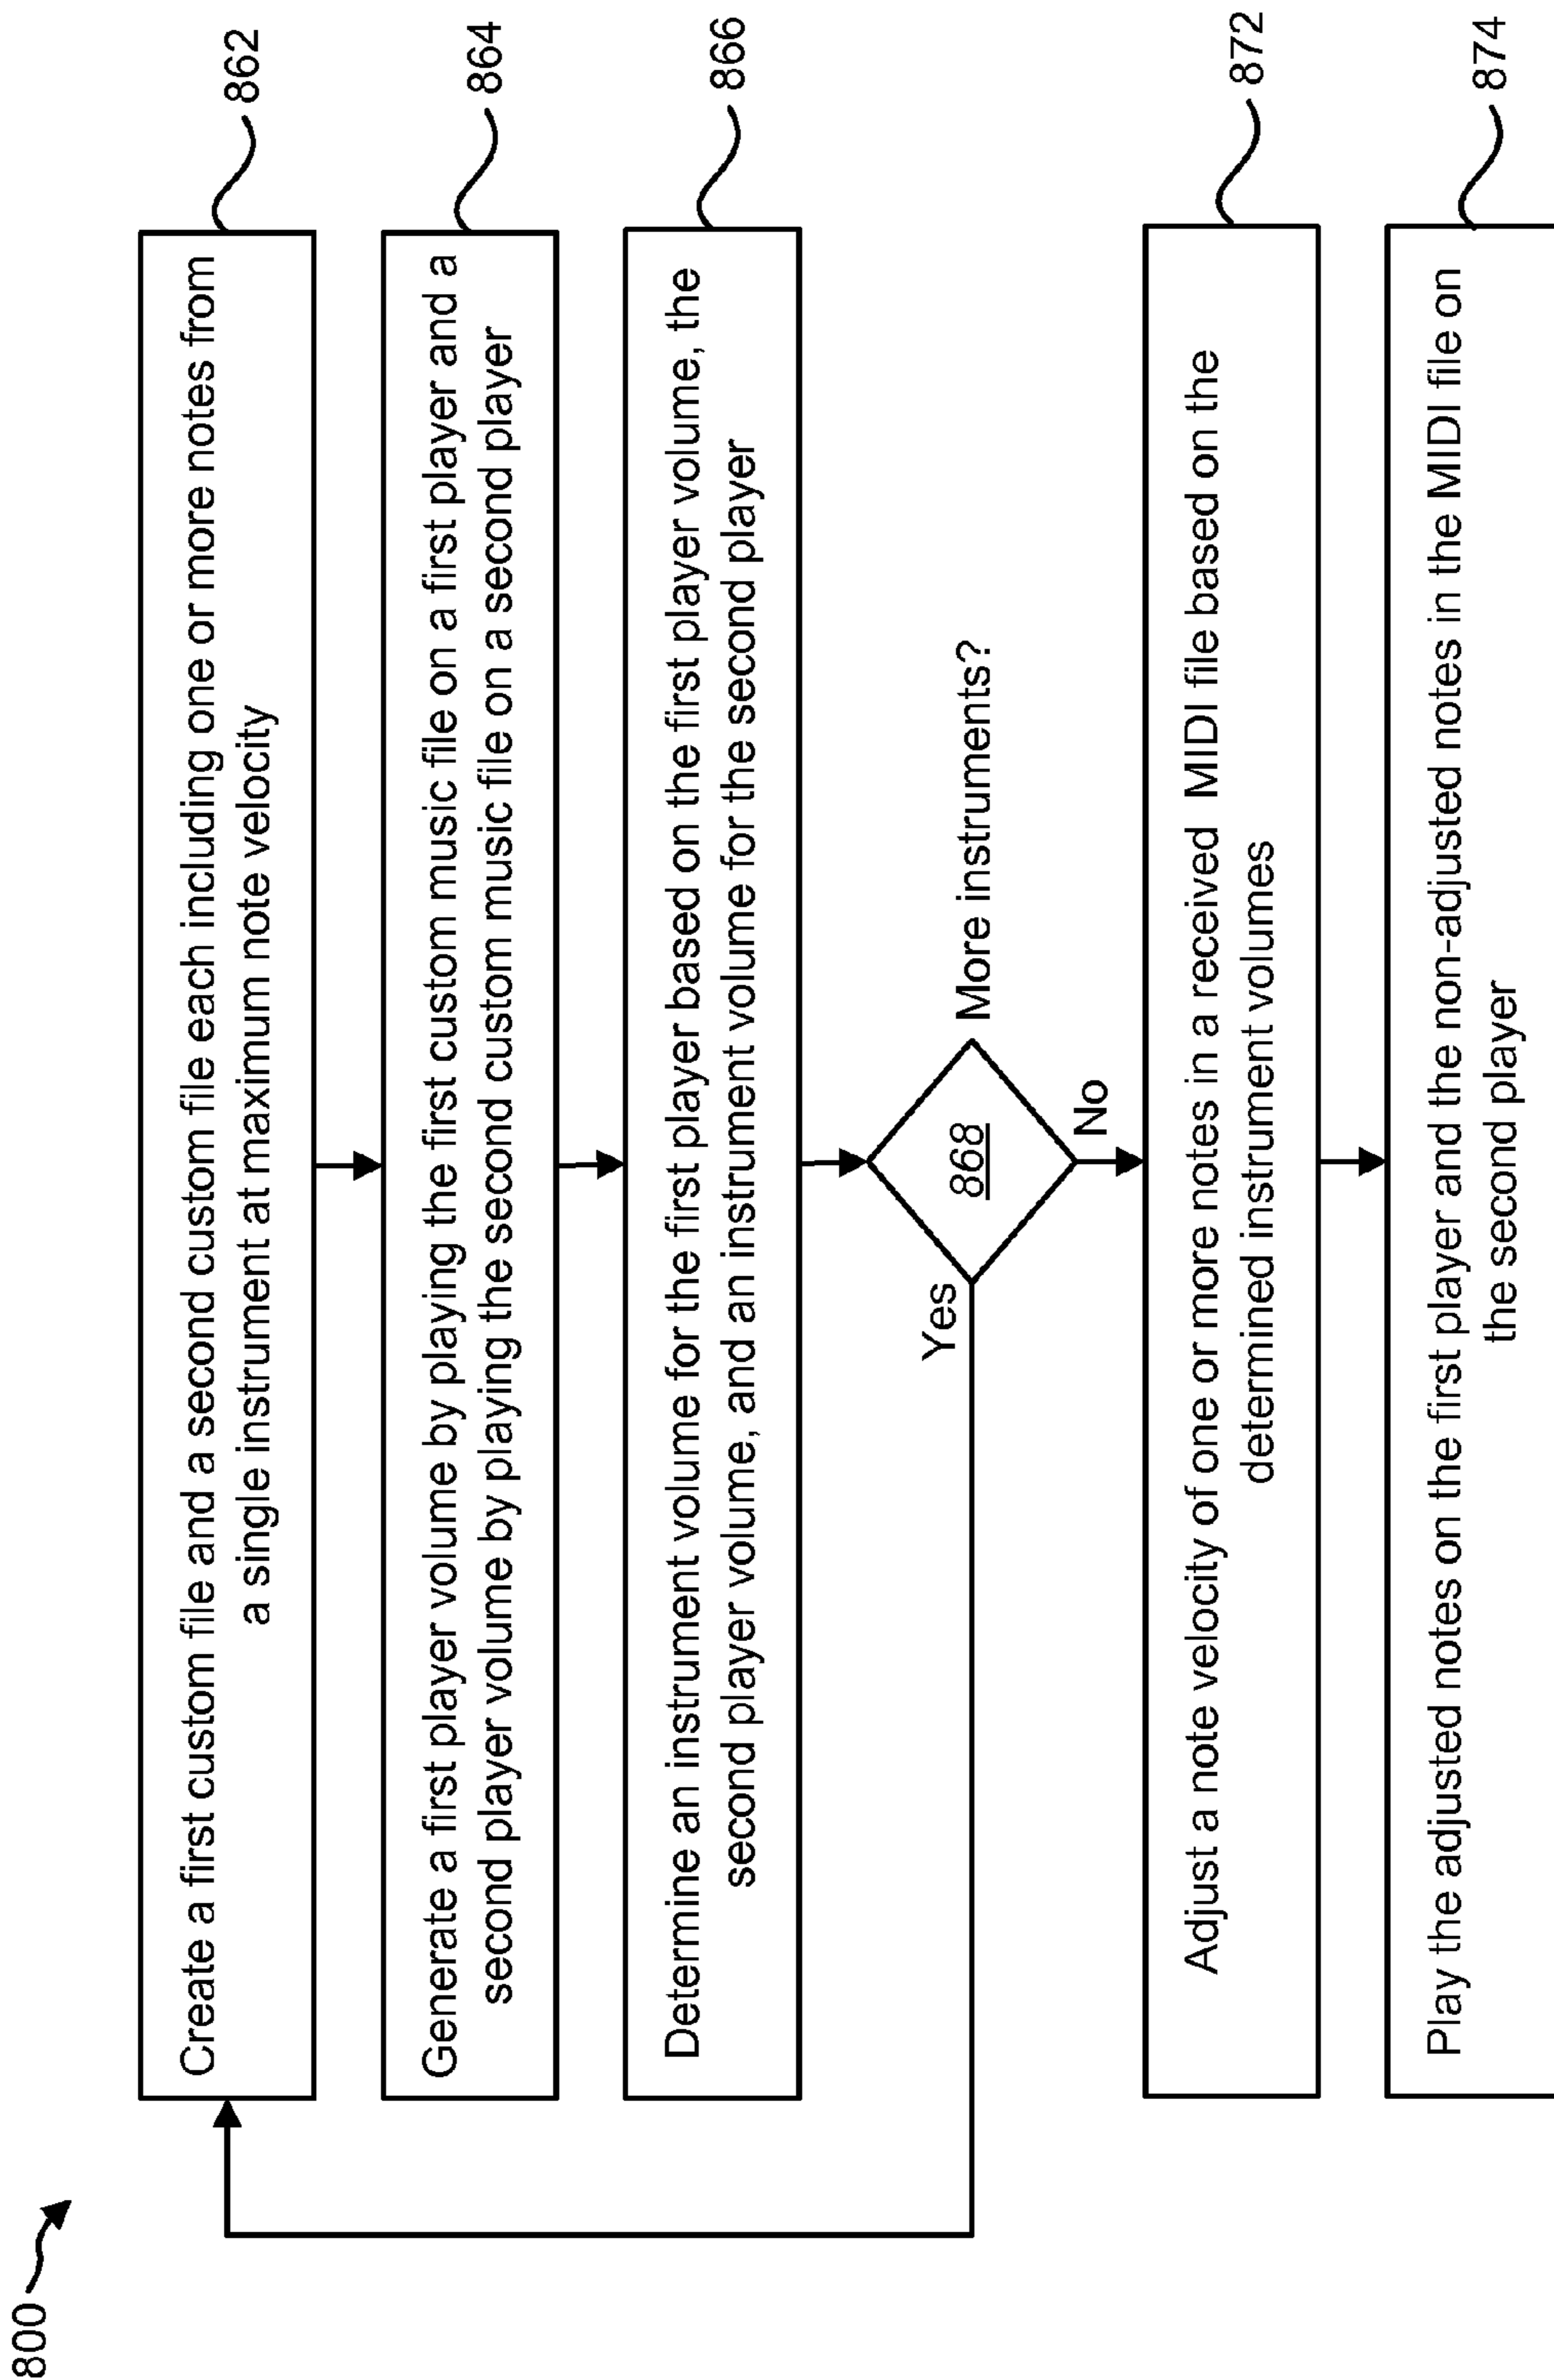 800
Create a first custom file and a second custom file each including one or more notes from
a single instrument at maximum note velocity
862
Generate a first player volume by playing the first custom music file on a first player and a
second player volume by playing the second custom music file on a second player
864
Determine an instrument volume for the first player based on the first player volume, the
second player volume, and an instrument volume for the second player
866
Yes
868
More instruments?
No
Adjust a note velocity of one or more notes in a received MIDI file based on the
determined instrument volumes
872
Play the adjusted notes on the first player and the non-adjusted notes in the MIDI file on
the second player
874